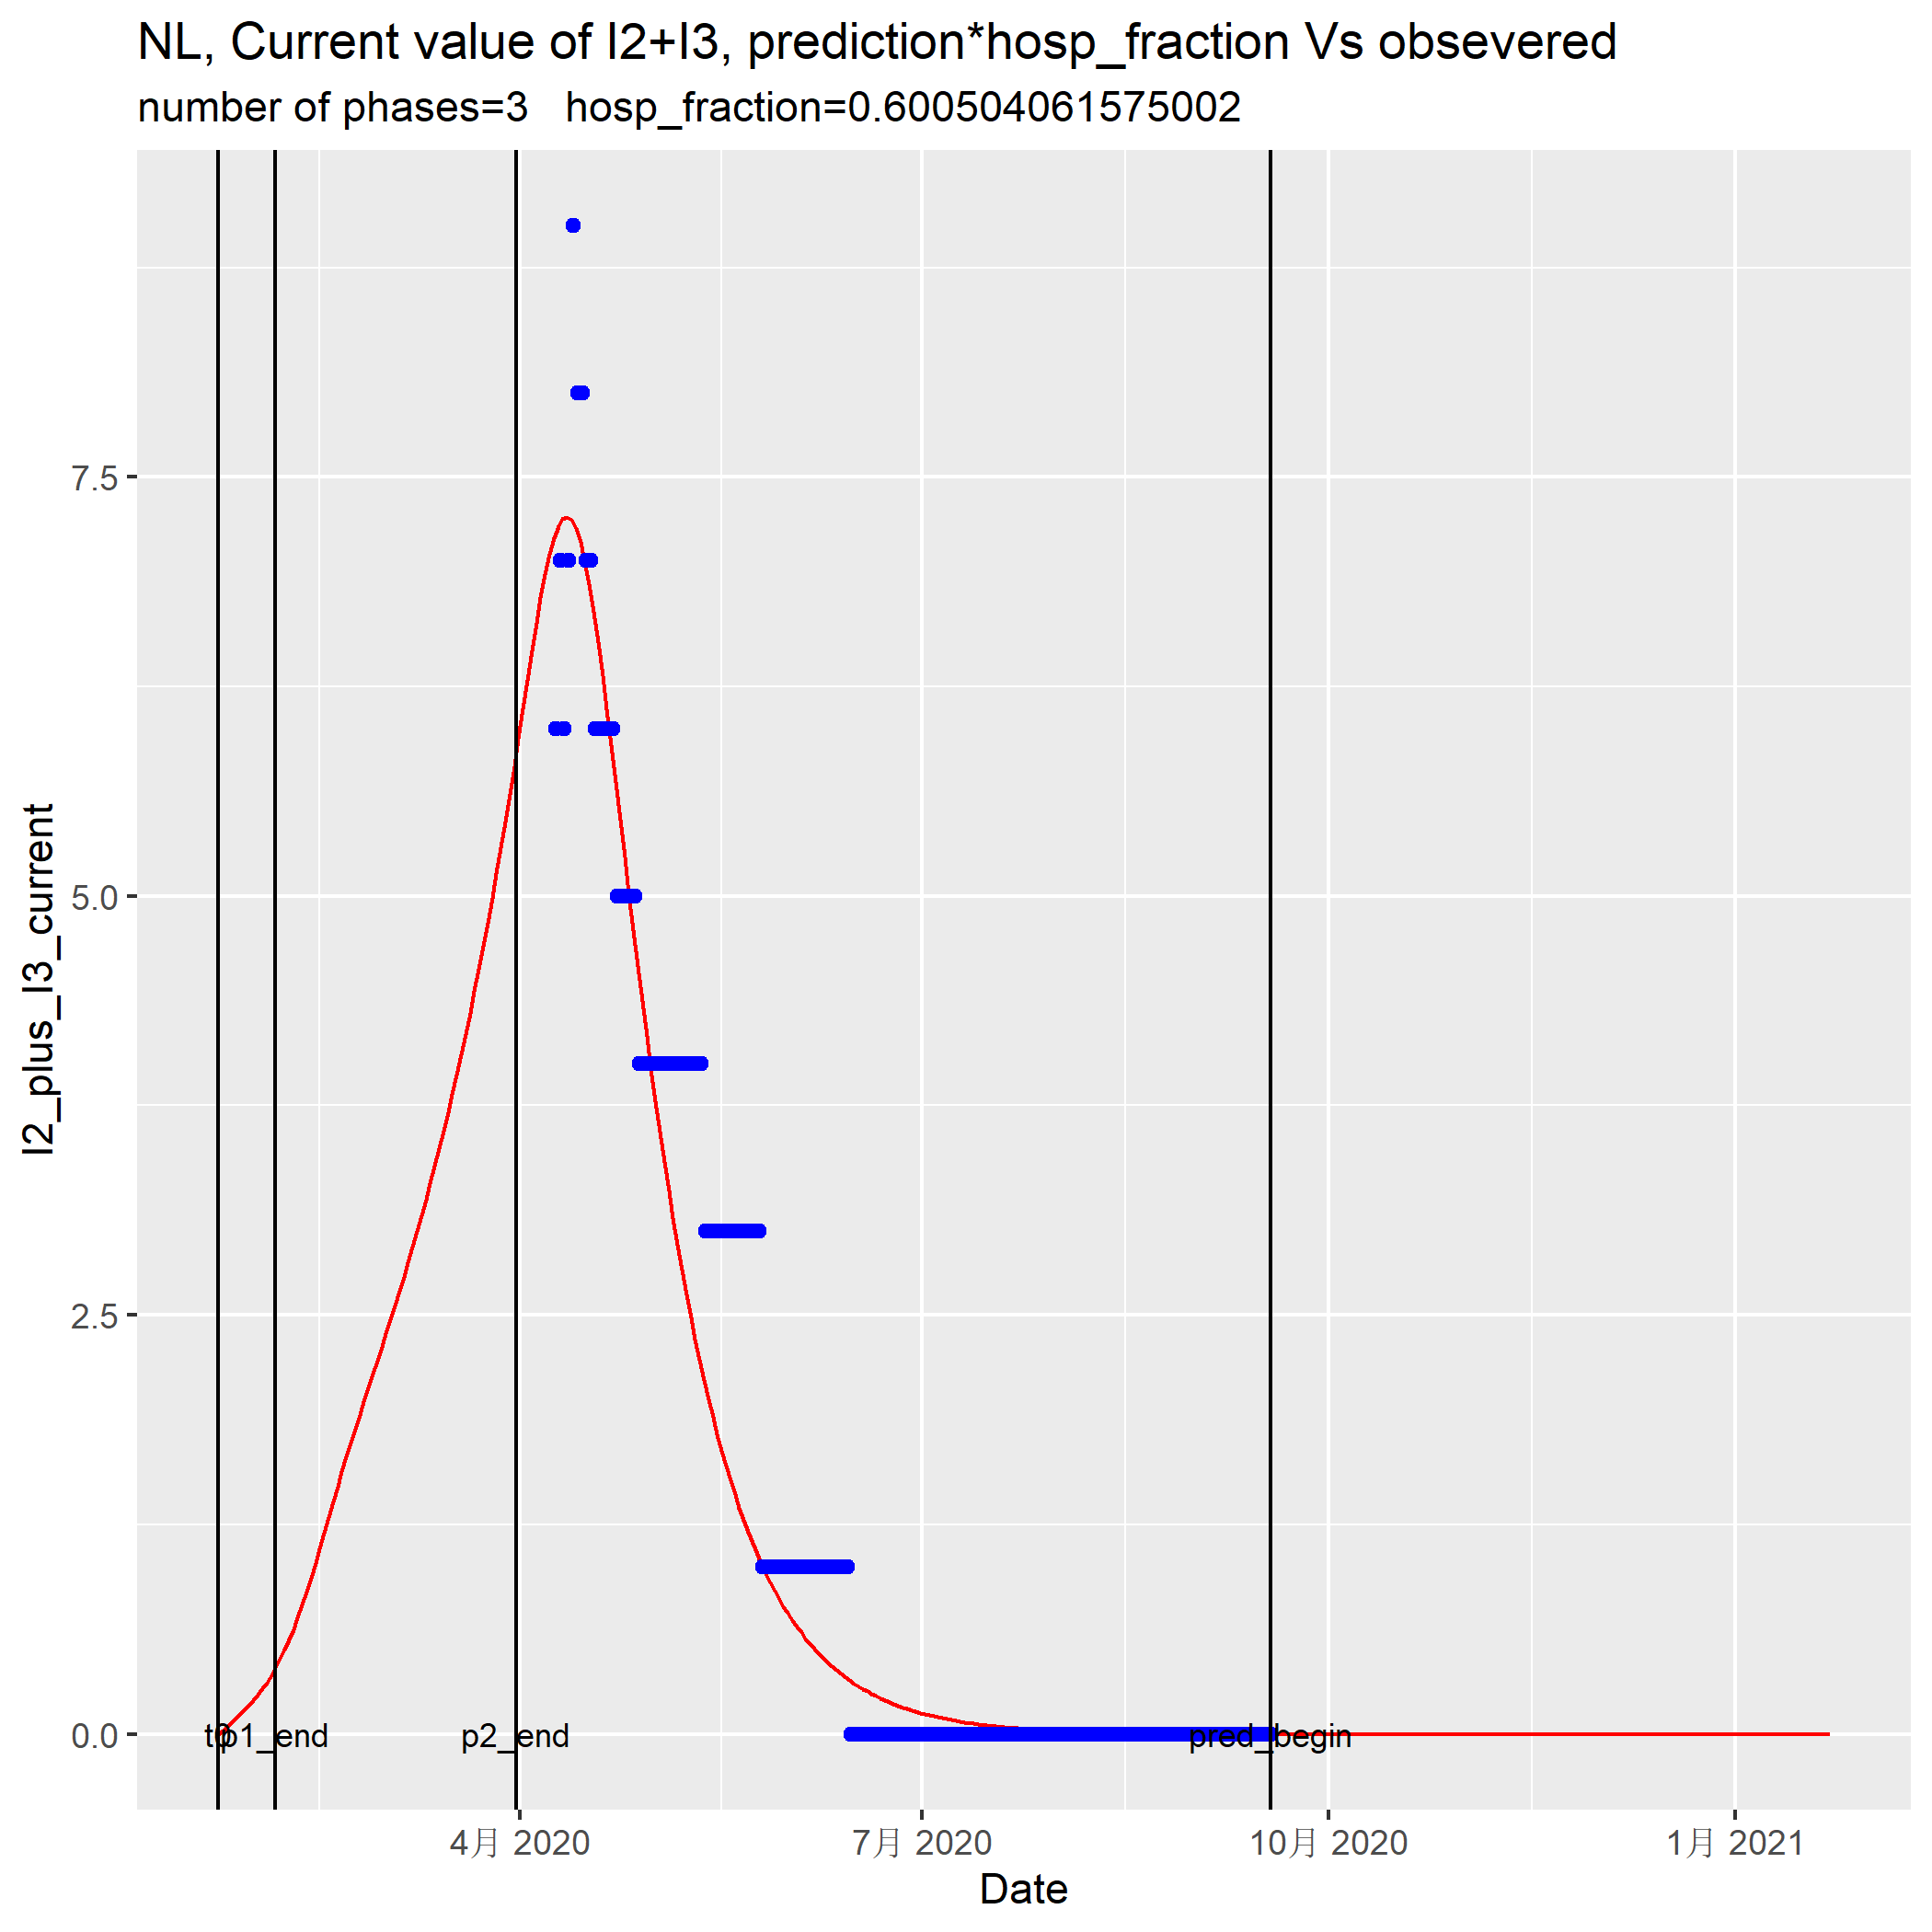 NL, Current value of I2+I3, prediction*hosp_fraction Vs obsevered
number of phases=3 hosp_fraction=0.600504061575002
I2_plus_I3_current
7.5
5.0
2.5
0.0
t0
p1_end
p2_end
pred_begin
4月 2020
7月 2020
10月 2020
1月 2021
Date